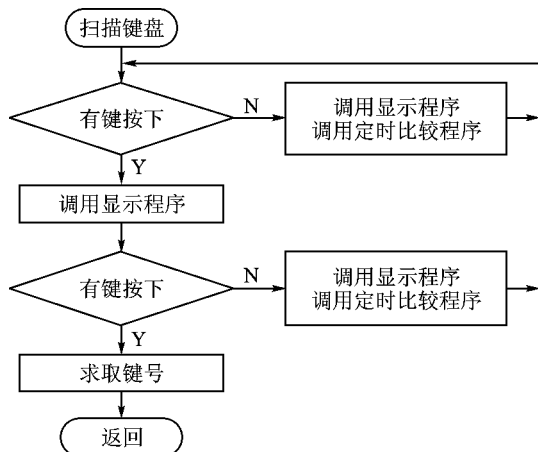 扫描键盘
有键按下
N
调用显示程序
调用定时比较程序
Y
调用显示程序
有键按下
N
调用显示程序
调用定时比较程序
Y
求取键号
返回